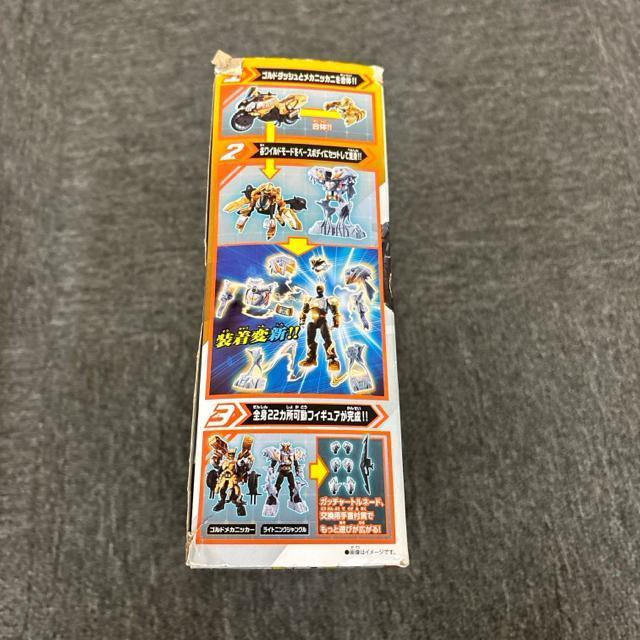 1 ゴルドダッシュとメカニッカニを合体!!
合体!!
2 各ワイルドモードをベースボディにセットして変身!!
装着変新!!
3 全身22カ所可動フィギュアが完成!!
ゴルドメカニッカー
ライトニングジャングル
ガッチャートルネード、
交換用手首付属で
もっと遊びが広がる!
●画像はイメージです。